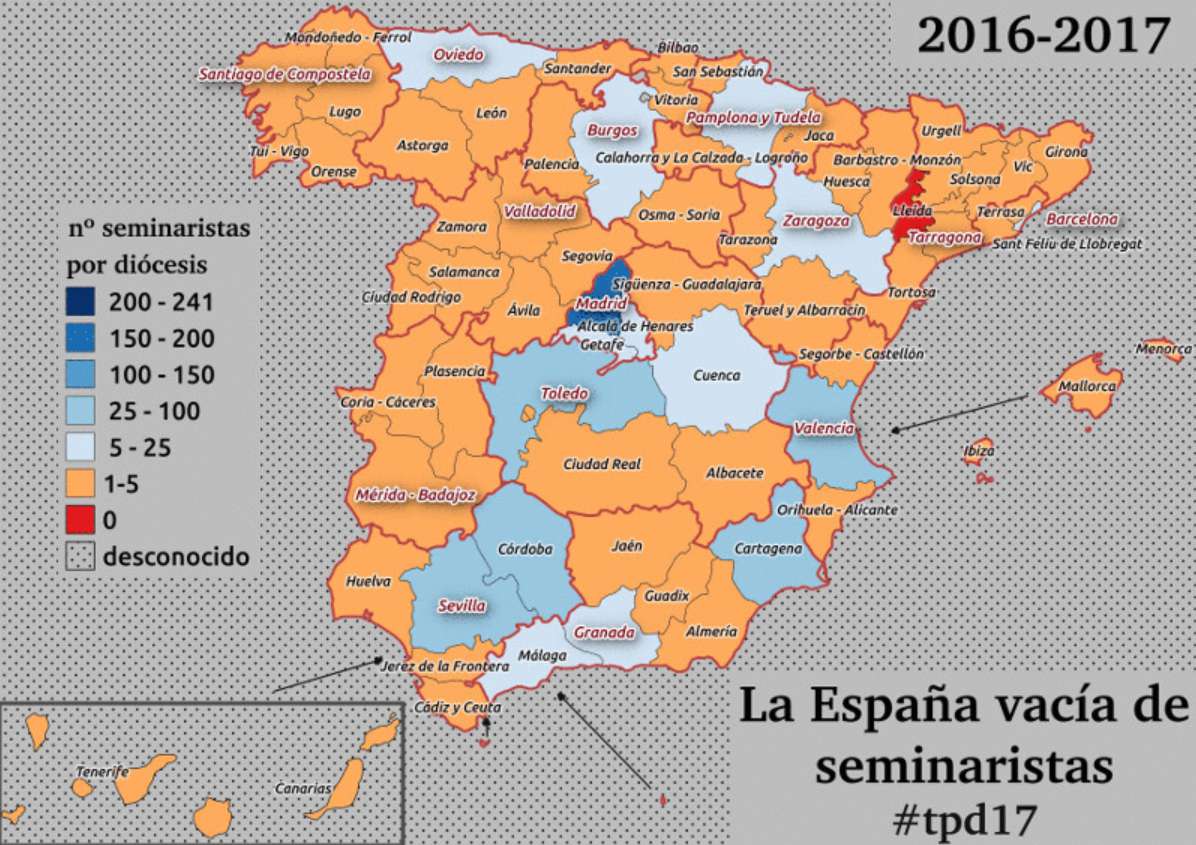 2016-2017
Mondoñedo - Ferrol
Oviedo
Bilbao
Santiago de Compostela
Santander
San Sebastián
Lugo
León
Vitoria
Pamplona y Tudela
Astorga
Burgos
Jaca
Urgell
Tui - Vigo
Orense
Palencia
Calahorra y La Calzada - Logroño
Barbastro - Monzón
Vic
Girona
Huesca
Solsona
Zamora
Valladolid
Osma - Soria
Zaragoza
Lleida
Terrasa
Barcelona
Tarazona
Tarragona
Sant Feliu de Llobregat
Segovia
Salamanca
Ciudad Rodrigo
Ávila
Sigüenza - Guadalajara
Madrid
Tortosa
Teruel y Albarracín
Alcalá de Henares
Getafe
Segorbe - Castellón
Menorca
Plasencia
Cuenca
Mallorca
Coria - Cáceres
Toledo
Valencia
Ibiza
Ciudad Real
Albacete
Mérida - Badajoz
Orihuela - Alicante
Córdoba
Jaén
Cartagena
Huelva
Sevilla
Guadix
Granada
Almería
Málaga
Jerez de la Frontera
Cádiz y Ceuta
Tenerife
Canarias
nº seminaristas
por diócesis
200 - 241
150 - 200
100 - 150
25 - 100
5 - 25
1-5
0
desconocido
La España vacía de
seminaristas
#tpd17